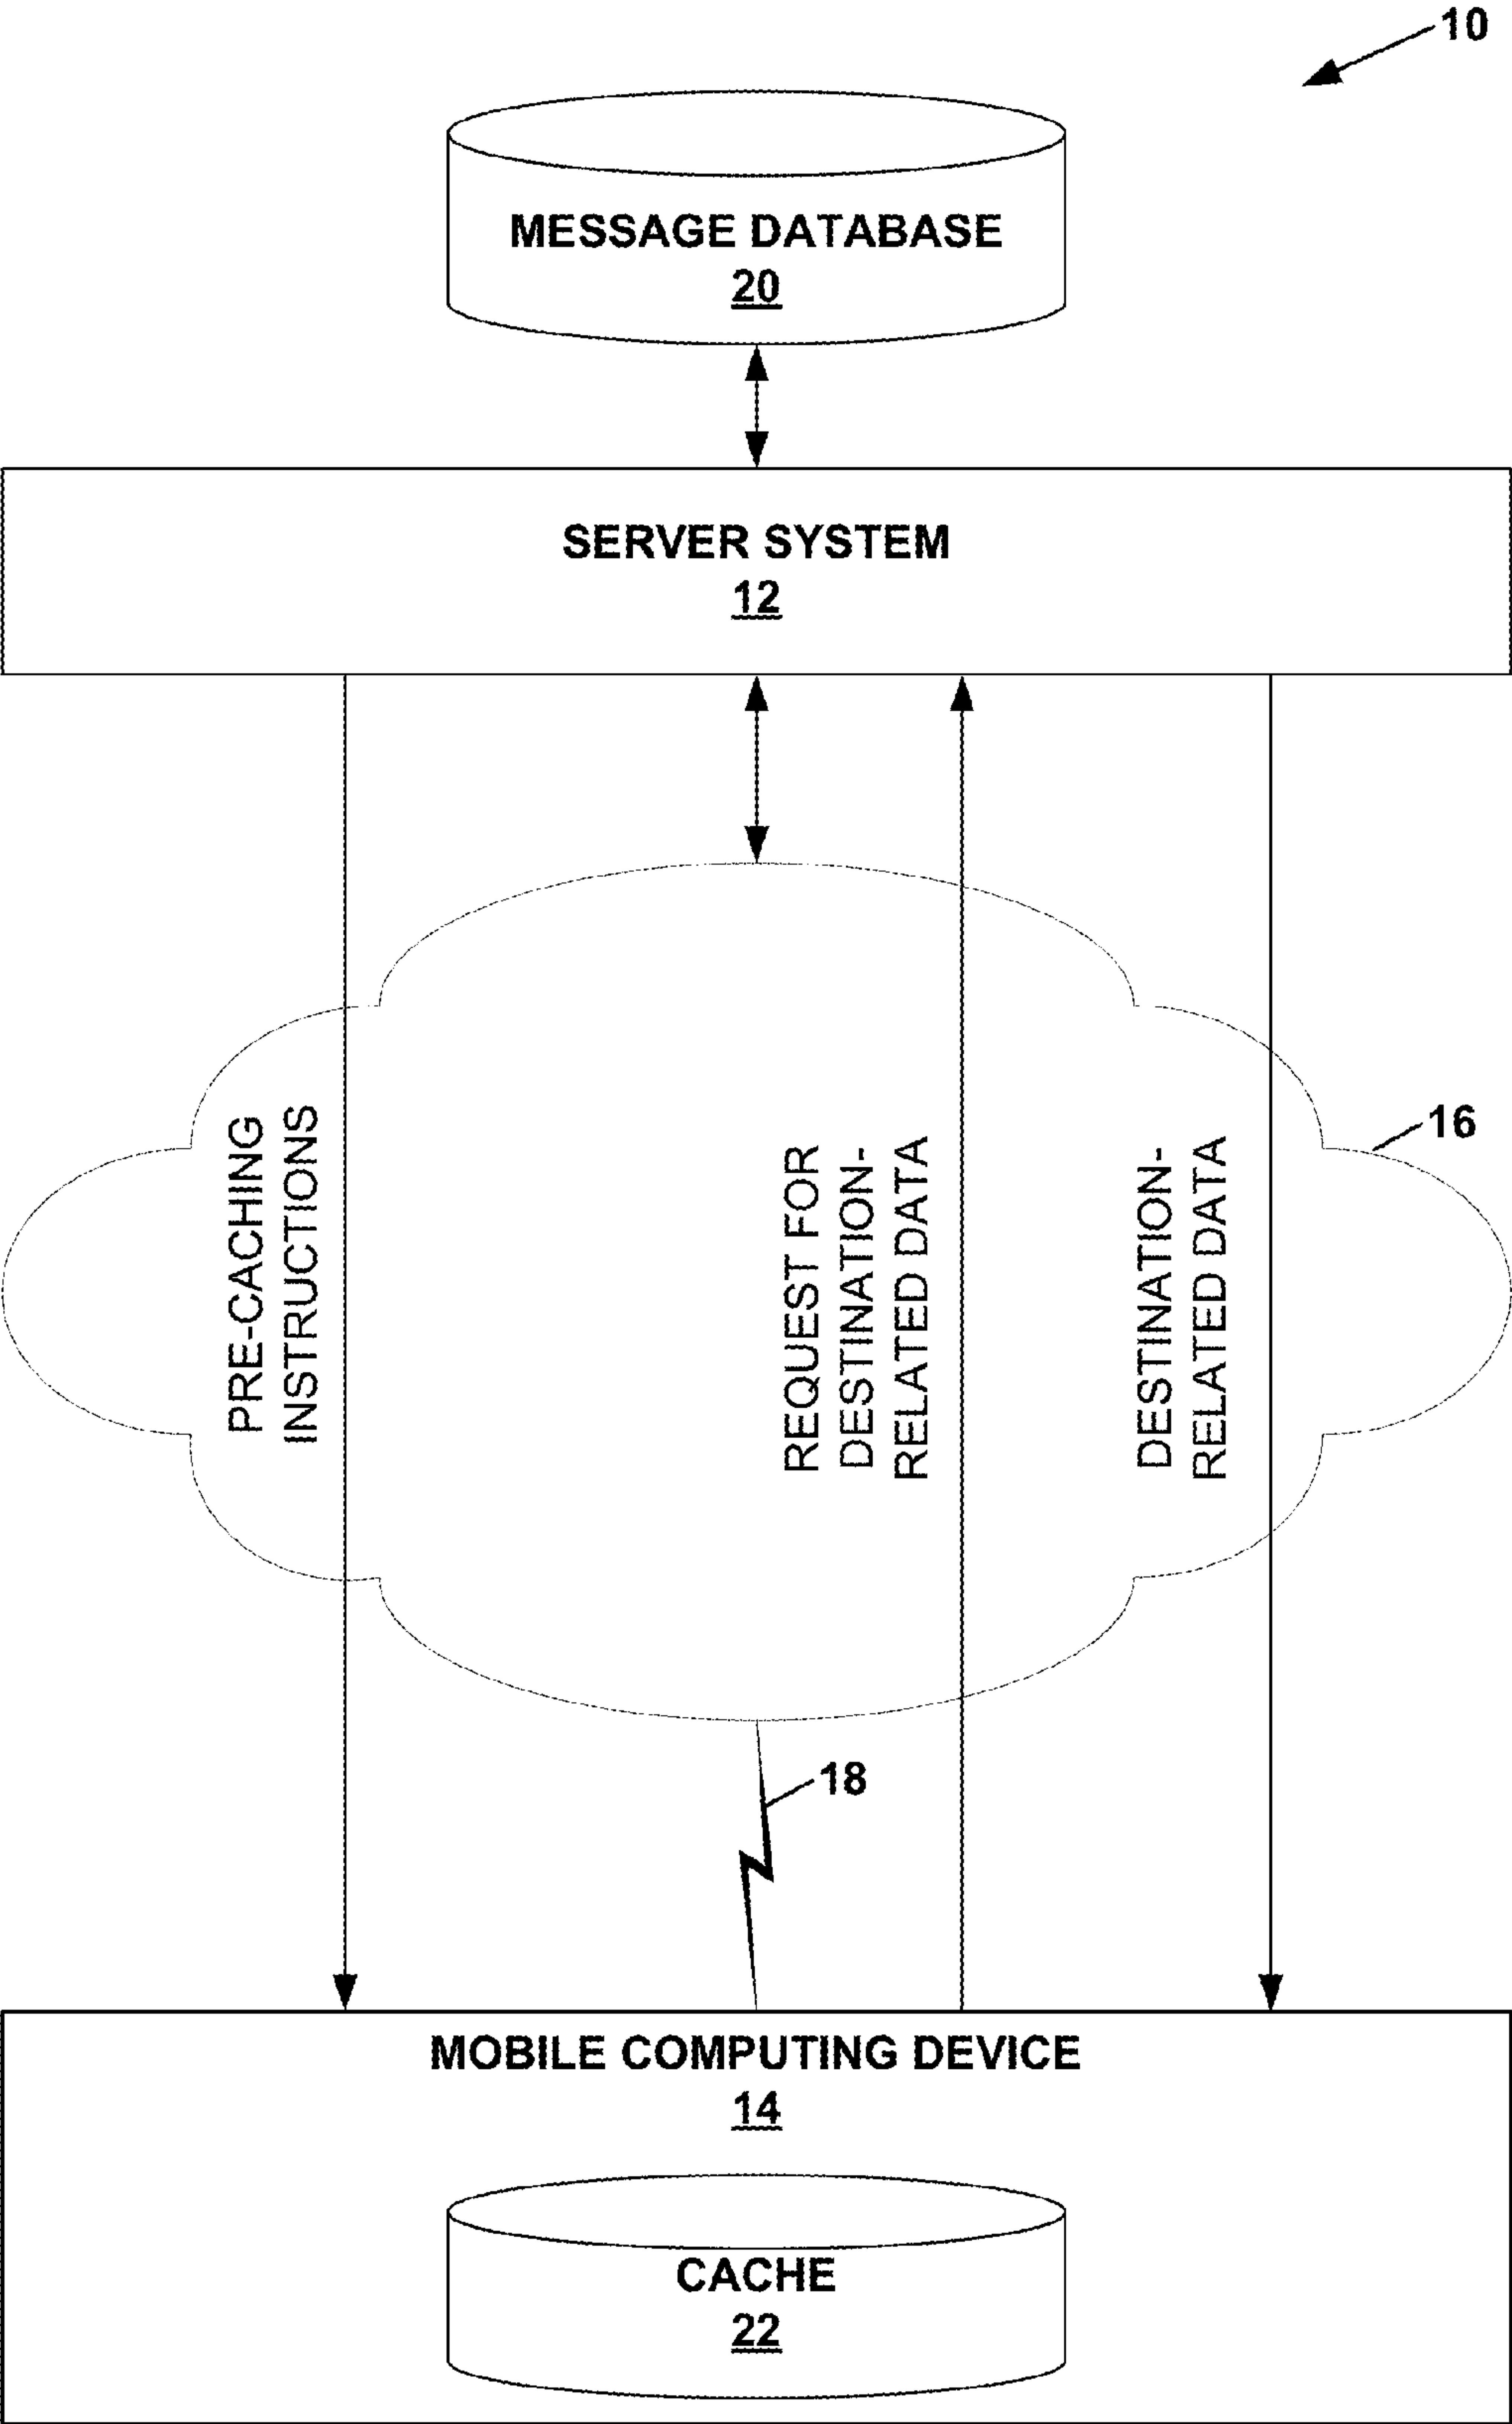 10
MESSAGE DATABASE
20
SERVER SYSTEM
12
PRE-CACHING
INSTRUCTIONS
REQUEST FOR
DESTINATION-
RELATED DATA
DESTINATION-
RELATED DATA
16
18
MOBILE COMPUTING DEVICE
14
CACHE
22